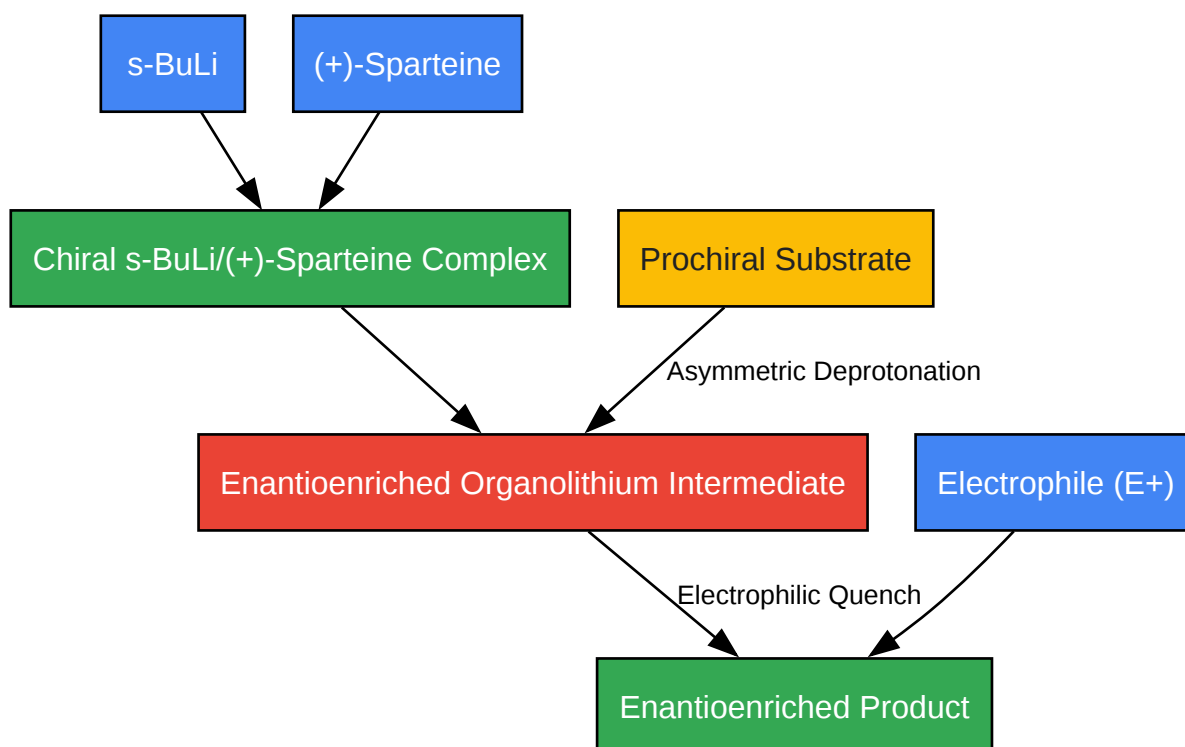 s-BuLi
(+)-Sparteine
Chiral s-BuLi/(+)-Sparteine Complex
Prochiral Substrate
Asymmetric Deprotonation
Enantioenriched Organolithium Intermediate
Electrophile (E+)
Electrophilic Quench
Enantioenriched Product